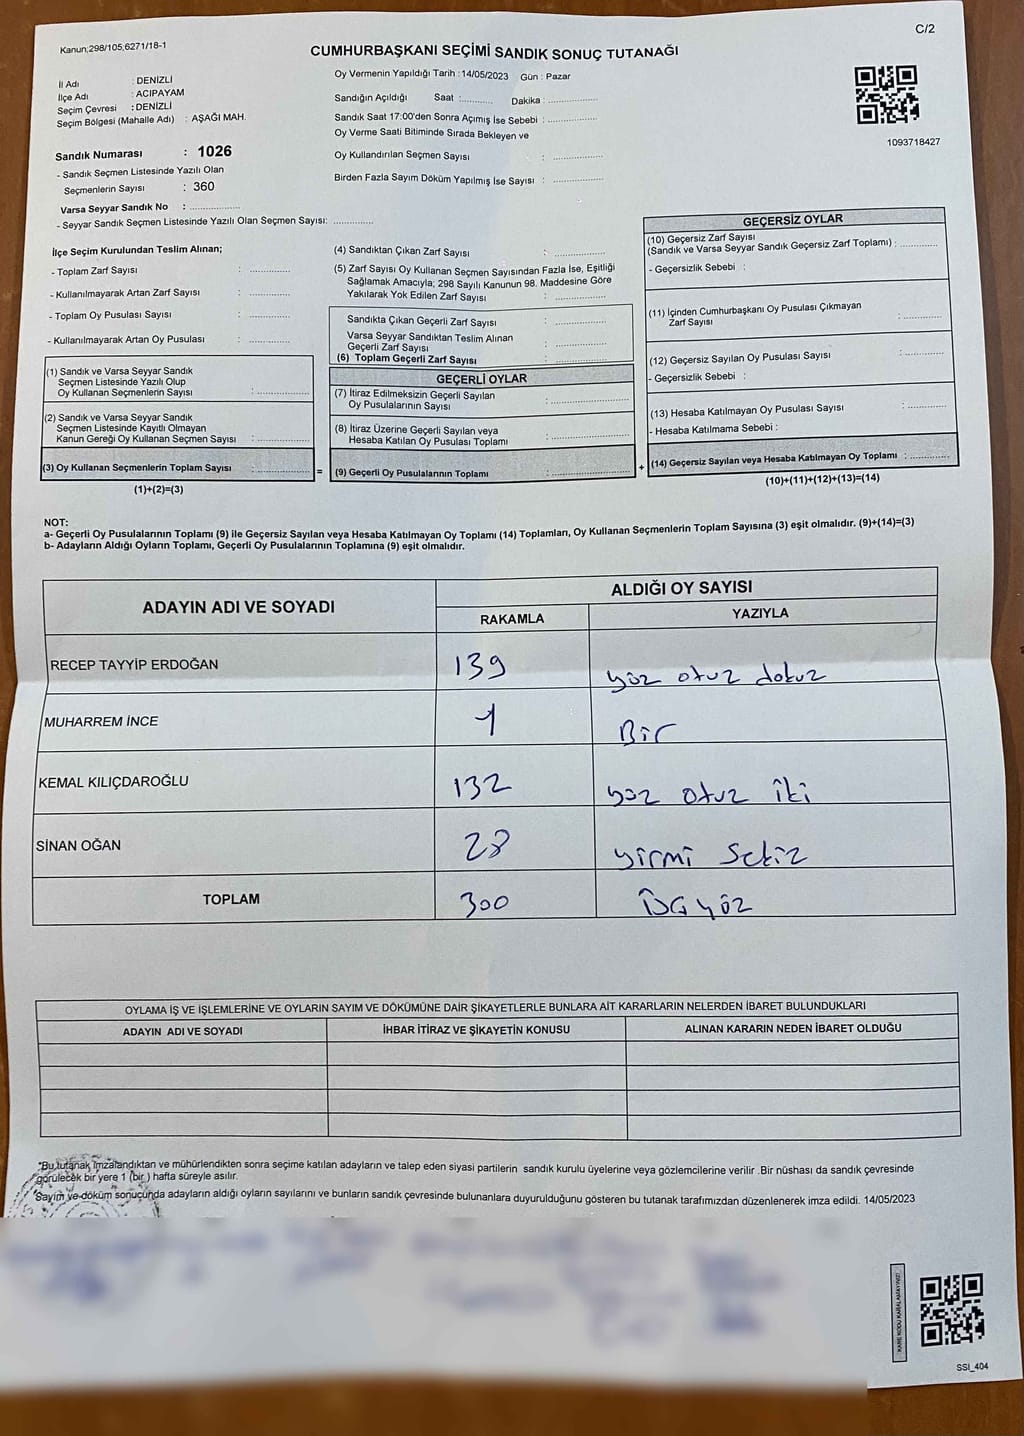 C/2
Kanun;298/105,6271/18-1
CUMHURBAŞKANI SEÇİMİ SANDIK SONUÇ TUTANAĞI
İl Adı : DENİZLİ
İlçe Adı : ACIPAYAM
Seçim Çevresi : DENİZLİ
Seçim Bölgesi (Mahalle Adı) : AŞAĞI MAH.
Sandık Numarası : 1026
- Sandık Seçmen Listesinde Yazılı Olan
Seçmenlerin Sayısı : 360
Varsa Seyyar Sandık No : ..................
- Seyyar Sandık Seçmen Listesinde Yazılı Olan Seçmen Sayısı: ..............
Oy Vermenin Yapıldığı Tarih : 14/05/2023 Gün : Pazar
Sandığın Açıldığı Saat :............ Dakika : ..................
Sandık Saat 17:00'den Sonra Açımış İse Sebebi : ..................
Oy Verme Saati Bitiminde Sırada Bekleyen ve
Oy Kullandırılan Seçmen Sayısı : ..................
Birden Fazla Sayım Döküm Yapılmış İse Sayısı : ..................
1093718427
İlçe Seçim Kurulundan Teslim Alınan;
- Toplam Zarf Sayısı : ..............
- Kullanılmayarak Artan Zarf Sayısı : ..............
- Toplam Oy Pusulası Sayısı : ..............
- Kullanılmayarak Artan Oy Pusulası : ..............
(1) Sandık ve Varsa Seyyar Sandık
Seçmen Listesinde Yazılı Olup
Oy Kullanan Seçmenlerin Sayısı : ..................
(2) Sandık ve Varsa Seyyar Sandık
Seçmen Listesinde Kayıtlı Olmayan
Kanun Gereği Oy Kullanan Seçmen Sayısı : ..................
(3) Oy Kullanan Seçmenlerin Toplam Sayısı : ..................
(1)+(2)=(3)
=
(4) Sandıktan Çıkan Zarf Sayısı : ..................
(5) Zarf Sayısı Oy Kullanan Seçmen Sayısından Fazla İse, Eşitliği
Sağlamak Amacıyla; 298 Sayılı Kanunun 98. Maddesine Göre
Yakılarak Yok Edilen Zarf Sayısı : ..................
Sandıkta Çıkan Geçerli Zarf Sayısı : ..................
Varsa Seyyar Sandıktan Teslim Alınan
Geçerli Zarf Sayısı : ..................
(6) Toplam Geçerli Zarf Sayısı : ..................
GEÇERLİ OYLAR
(7) İtiraz Edilmeksizin Geçerli Sayılan
Oy Pusulalarının Sayısı : ..................
(8) İtiraz Üzerine Geçerli Sayılan veya
Hesaba Katılan Oy Pusulası Toplamı : ..................
(9) Geçerli Oy Pusulalarının Toplamı : ..................
+
GEÇERSİZ OYLAR
(10) Geçersiz Zarf Sayısı
(Sandık ve Varsa Seyyar Sandık Geçersiz Zarf Toplamı) : ............
- Geçersizlik Sebebi :
(11) İçinden Cumhurbaşkanı Oy Pusulası Çıkmayan
Zarf Sayısı : ............
(12) Geçersiz Sayılan Oy Pusulası Sayısı : ............
- Geçersizlik Sebebi :
(13) Hesaba Katılmayan Oy Pusulası Sayısı : ............
- Hesaba Katılmama Sebebi :
(14) Geçersiz Sayılan veya Hesaba Katılmayan Oy Toplamı : ............
(10)+(11)+(12)+(13)=(14)
NOT:
a- Geçerli Oy Pusulalarının Toplamı (9) ile Geçersiz Sayılan veya Hesaba Katılmayan Oy Toplamı (14) Toplamları, Oy Kullanan Seçmenlerin Toplam Sayısına (3) eşit olmalıdır. (9)+(14)=(3)
b- Adayların Aldığı Oyların Toplamı, Geçerli Oy Pusulalarının Toplamına (9) eşit olmalıdır.
ADAYIN ADI VE SOYADI
ALDIĞI OY SAYISI
RAKAMLA YAZIYLA
RECEP TAYYİP ERDOĞAN 139 yüz otuz dokuz
MUHARREM İNCE 1 Bir
KEMAL KILIÇDAROĞLU 132 yüz otuz iki
SİNAN OĞAN 28 yirmi sekiz
TOPLAM 300 üçyüz
OYLAMA İŞ VE İŞLEMLERİNE VE OYLARIN SAYIM VE DÖKÜMÜNE DAİR ŞİKAYETLERLE BUNLARA AİT KARARLARIN NELERDEN İBARET BULUNDUKLARI
ADAYIN ADI VE SOYADI İHBAR İTİRAZ VE ŞİKAYETİN KONUSU ALINAN KARARIN NEDEN İBARET OLDUĞU
*Bu tutanak imzalandıktan ve mühürlendikten sonra seçime katılan adayların ve talep eden siyasi partilerin sandık kurulu üyelerine veya gözlemcilerine verilir .Bir nüshası da sandık çevresinde
görülecek bir yere 1 (bir ) hafta süreyle asılır.
*Sayım ve döküm sonucunda adayların aldığı oyların sayılarını ve bunların sandık çevresinde bulunanlara duyurulduğunu gösteren bu tutanak tarafımızdan düzenlenerek imza edildi. 14/05/2023
KARE KODU KARALAMAYINIZ!
SSI_404